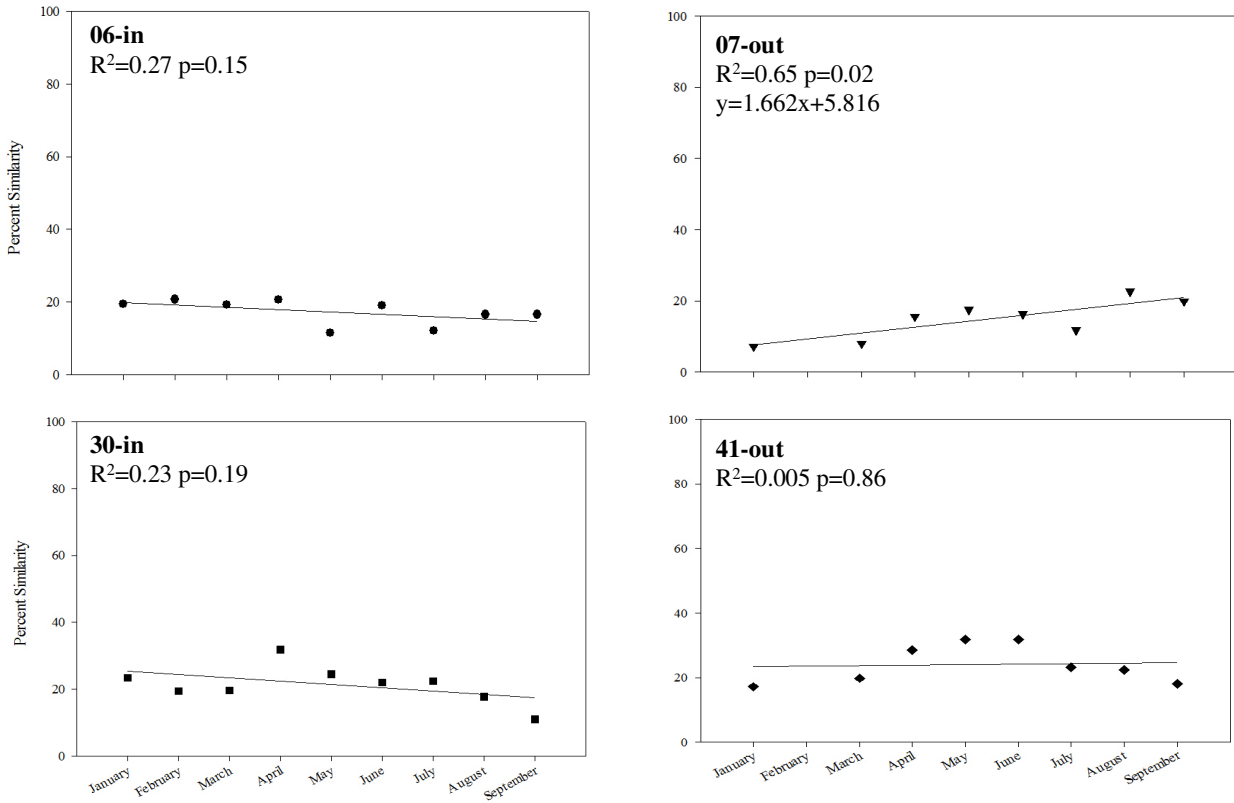 06-in
R²=0.27 p=0.15
Percent Similarity
100
80
60
40
20
0
07-out
R²=0.65 p=0.02
y=1.662x+5.816
100
80
60
40
20
0
30-in
R²=0.23 p=0.19
Percent Similarity
100
80
60
40
20
0
January
February
March
April
May
June
July
August
September
41-out
R²=0.005 p=0.86
100
80
60
40
20
0
January
February
March
April
May
June
July
August
September